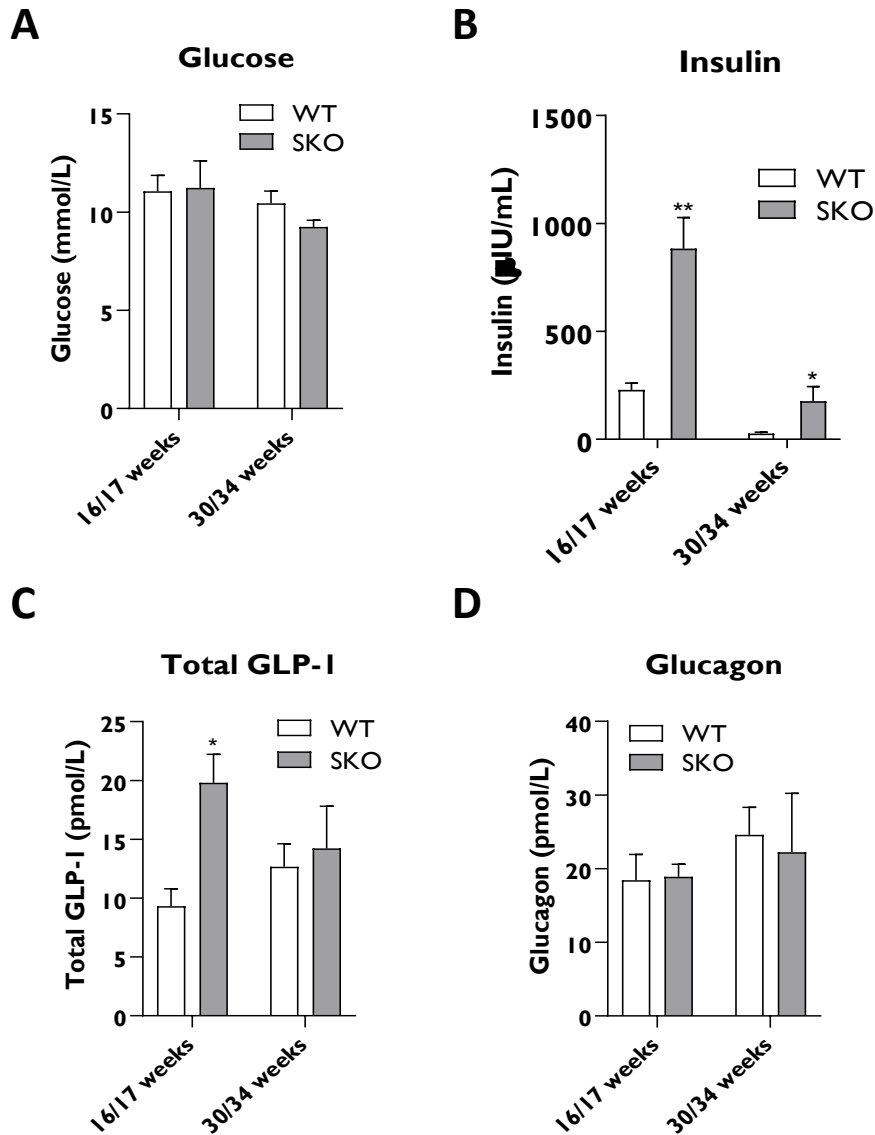 A
Glucose
Glucose (mmol/L)
15
10
5
0
WT
SKO
16/17 weeks
30/34 weeks
B
Insulin
Insulin (μIU/mL)
1500
1000
500
0
WT
SKO
**
*
16/17 weeks
30/34 weeks
C
Total GLP-1
Total GLP-1 (pmol/L)
25
20
15
10
5
0
WT
SKO
*
16/17 weeks
30/34 weeks
D
Glucagon
Glucagon (pmol/L)
40
30
20
10
0
WT
SKO
16/17 weeks
30/34 weeks